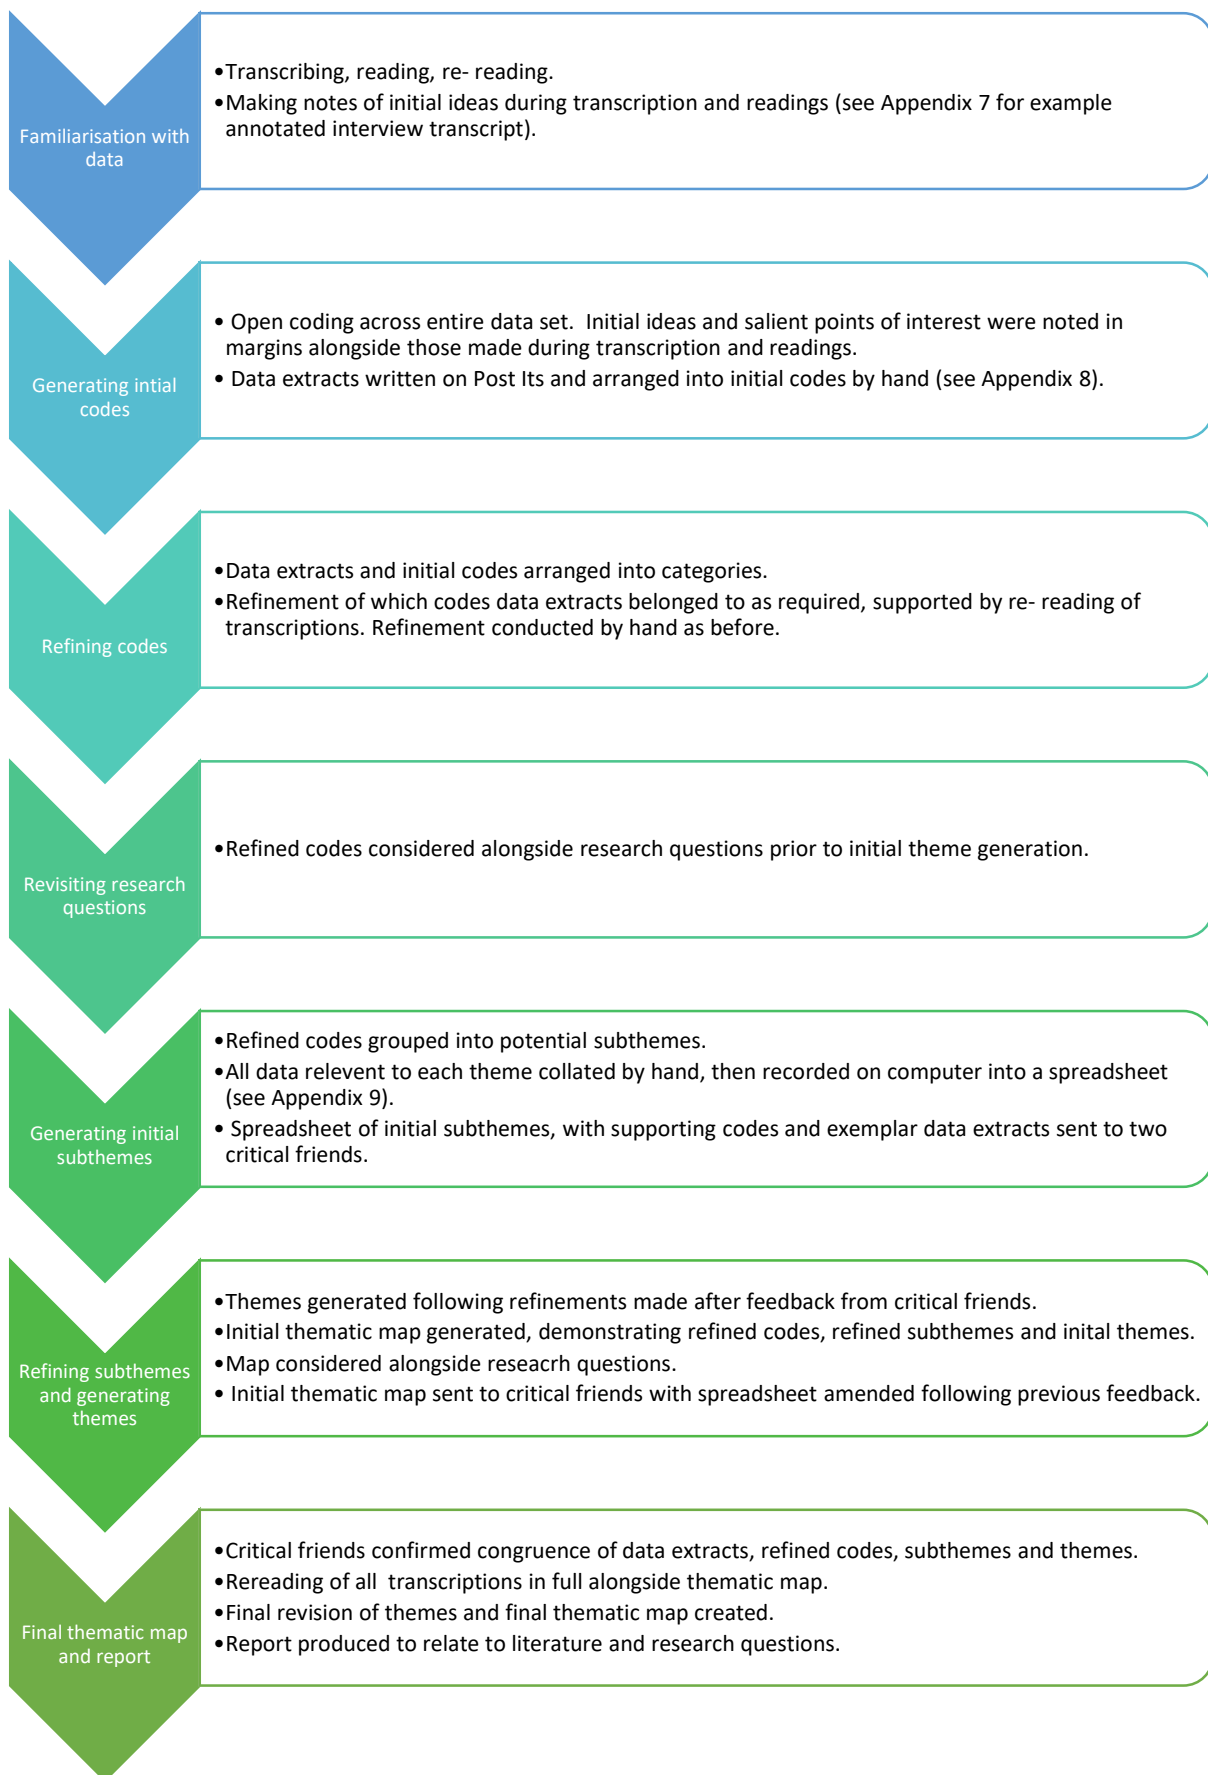 Familiarisation with
data
•Transcribing, reading, re- reading.
•Making notes of initial ideas during transcription and readings (see Appendix 7 for example
annotated interview transcript).
Generating intial
codes
• Open coding across entire data set.  Initial ideas and salient points of interest were noted in
margins alongside those made during transcription and readings.
• Data extracts written on Post Its and arranged into initial codes by hand (see Appendix 8).
Refining codes
•Data extracts and initial codes arranged into categories.
•Refinement of which codes data extracts belonged to as required, supported by re- reading of
transcriptions. Refinement conducted by hand as before.
Revisiting research
questions
•Refined codes considered alongside research questions prior to initial theme generation.
Generating initial
subthemes
•Refined codes grouped into potential subthemes.
•All data relevent to each theme collated by hand, then recorded on computer into a spreadsheet
(see Appendix 9).
• Spreadsheet of initial subthemes, with supporting codes and exemplar data extracts sent to two
critical friends.
Refining subthemes
and generating
themes
•Themes generated following refinements made after feedback from critical friends.
•Initial thematic map generated, demonstrating refined codes, refined subthemes and inital themes.
•Map considered alongside reseacrh questions.
• Initial thematic map sent to critical friends with spreadsheet amended following previous feedback.
Final thematic map
and report
•Critical friends confirmed congruence of data extracts, refined codes, subthemes and themes.
•Rereading of all  transcriptions in full alongside thematic map.
•Final revision of themes and final thematic map created.
•Report produced to relate to literature and research questions.